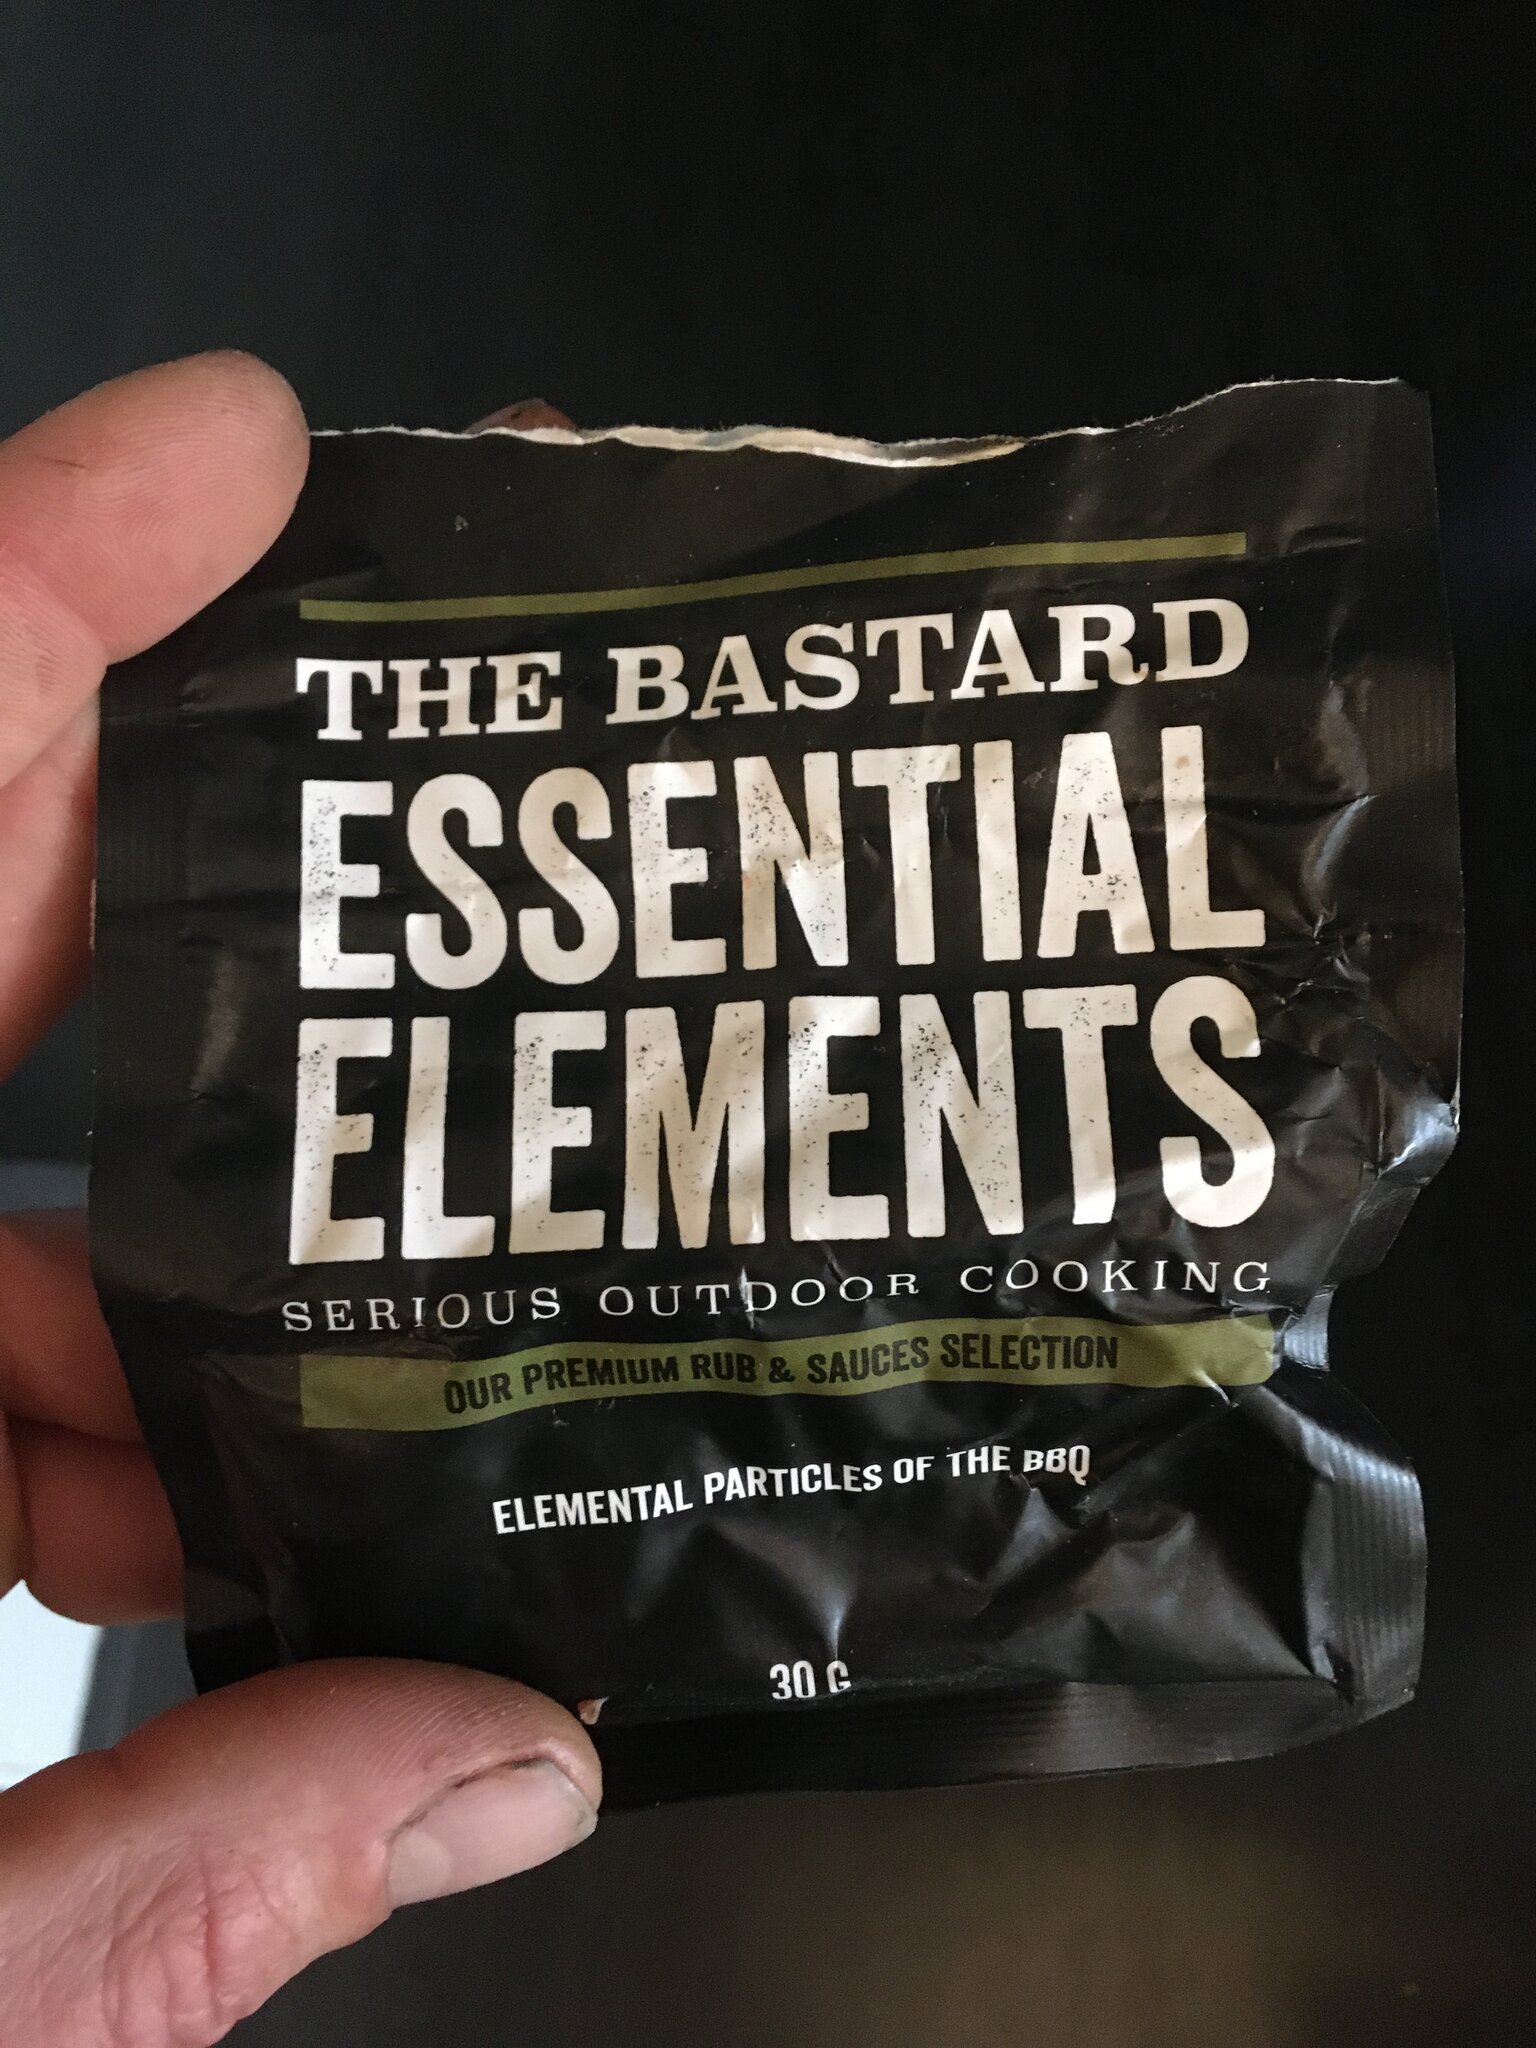 THE BASTARD
ESSENTIAL
ELEMENTS
SERIOUS OUTDOOR COOKING
OUR PREMIUM RUB & SAUCES SELECTION
ELEMENTAL PARTICLES OF THE BBQ
30 G